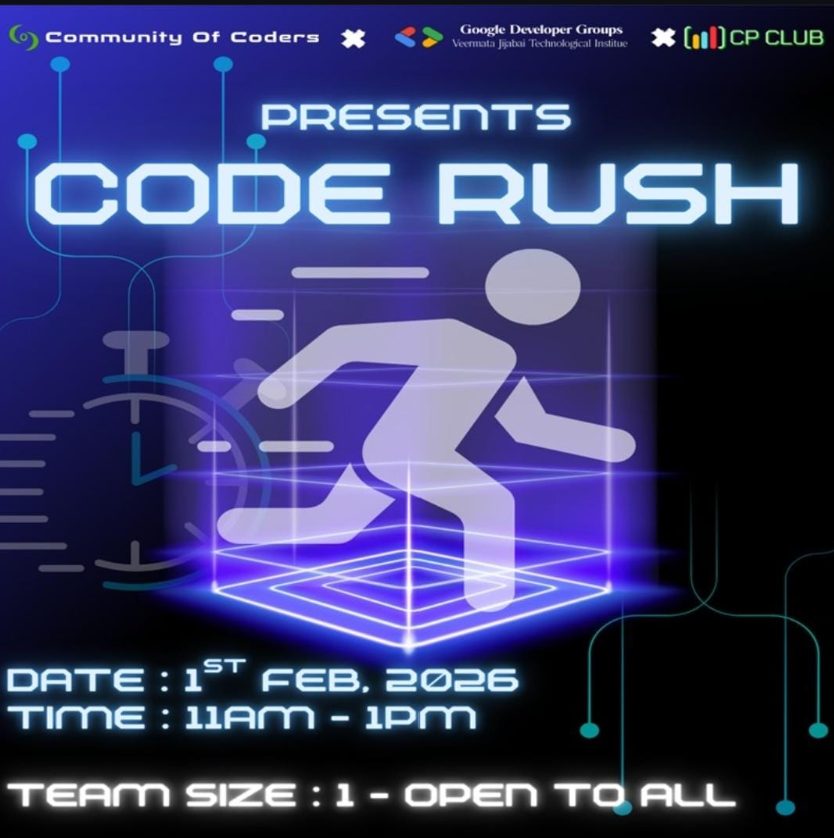 Community Of Coders
Google Developer Groups
Veermata Jijabai Technological Institue
CP CLUB
PRESENTS
CODE RUSH
DATE : 1ST FEB, 2026
TIME : 11AM - 1PM
TEAM SIZE : 1 - OPEN TO ALL